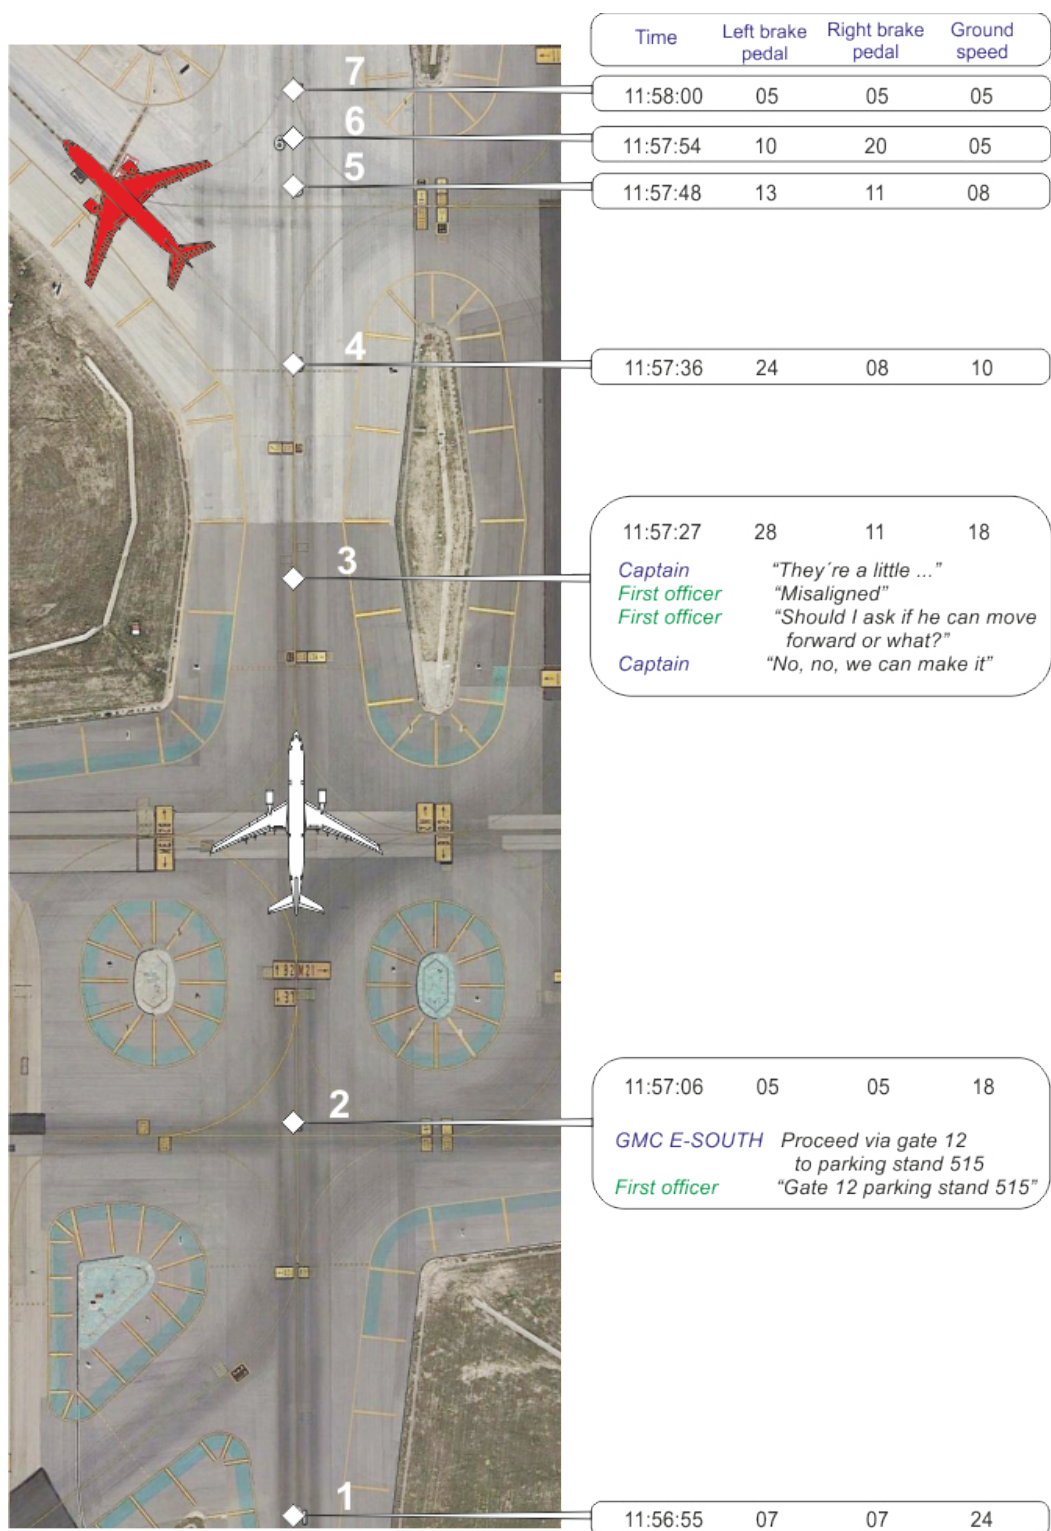 Time Left brake pedal Right brake pedal Ground speed
7 11:58:00 05 05 05
6 11:57:54 10 20 05
5 11:57:48 13 11 08
4 11:57:36 24 08 10
3 11:57:27 28 11 18
Captain "They´re a little ..."
First officer "Misaligned"
First officer "Should I ask if he can move
forward or what?"
Captain "No, no, we can make it"
2 11:57:06 05 05 18
GMC E-SOUTH Proceed via gate 12
to parking stand 515
First officer "Gate 12 parking stand 515"
1 11:56:55 07 07 24